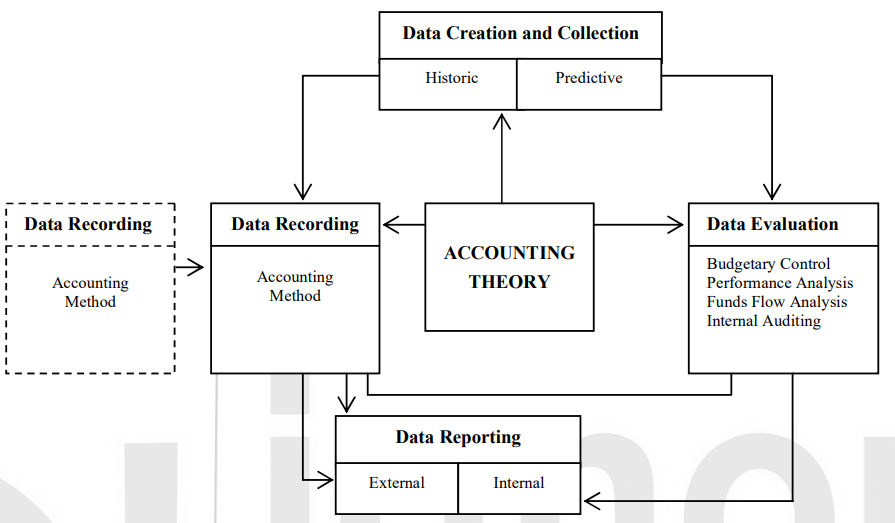 Data Creation and Collection
Historic
Predictive
Data Recording
Accounting
Method
Data Recording
Accounting
Method
ACCOUNTING
THEORY
Data Evaluation
Budgetary Control
Performance Analysis
Funds Flow Analysis
Internal Auditing
Data Reporting
External
Internal